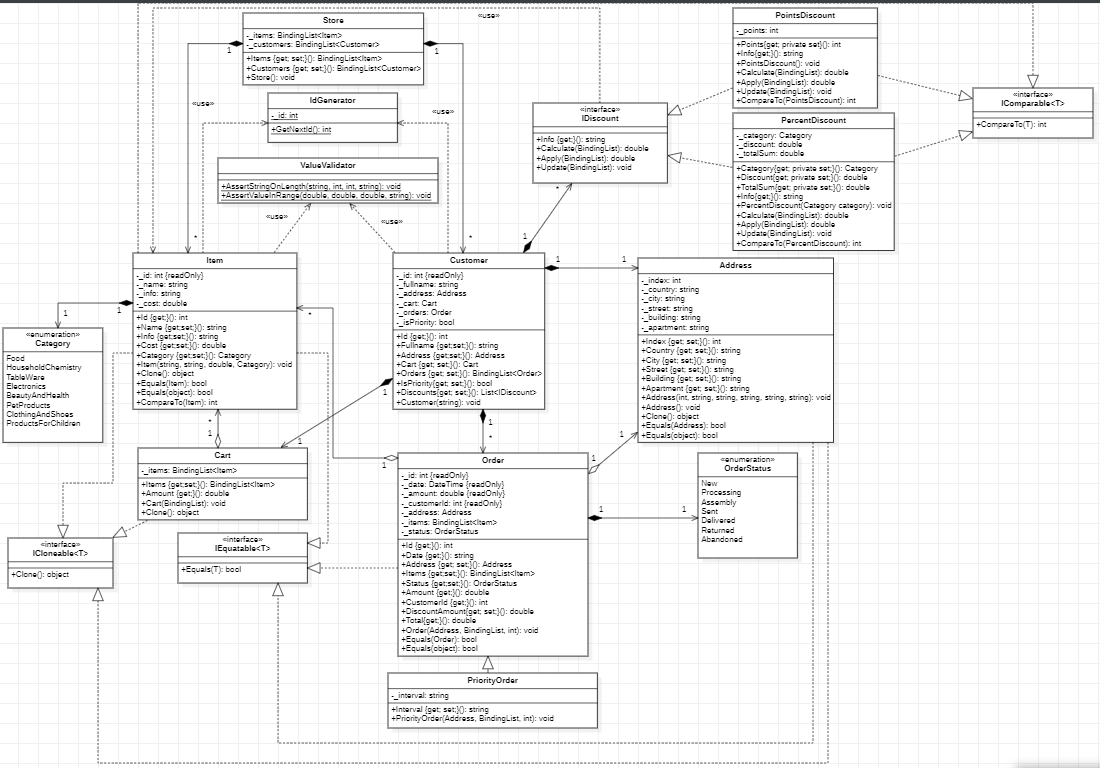 Store
-_items: BindingList<Item>
-_customers: BindingList<Customer>
+Items {get; set;}(): BindingList<Item>
+Customers {get; set;}(): BindingList<Customer>
+Store(): void
1
1
«use»
PointsDiscount
-_points: int
+Points{get; private set}(): int
+Info{get;}(): string
+PointsDiscount(): void
+Calculate(BindingList): double
+Apply(BindingList): double
+Update(BindingList): void
+CompareTo(PointsDiscount): int
«interface»
IComparable<T>
+CompareTo(T): int
IdGenerator
-_id: int
+GetNextId(): int
«use»
«use»
«interface»
IDiscount
+Info {get;}(): string
+Calculate(BindingList): double
+Apply(BindingList): double
+Update(BindingList): void
PercentDiscount
-_category: Category
-_discount: double
-_totalSum: double
+Category{get; private set}(): Category
+Discount{get; private set}(): double
+TotalSum{get; private set}(): double
+Info{get;}(): string
+PercentDiscount(Category category): void
+Calculate(BindingList): double
+Apply(BindingList): double
+Update(BindingList): void
+CompareTo(PercentDiscount): int
ValueValidator
+AssertStringOnLength(string, int, int, string): void
+AssertValueInRange(double, double, double, string): void
«use»
«use»
*
*
*
1
Item
-_id: int {readOnly}
-_name: string
-_info: string
-_cost: double
+Id {get;}(): int
+Name {get;set;}(): string
+Info {get;set;}(): string
+Cost {get;set;}(): double
+Category {get;set;}(): Category
+Item(string, string, double, Category): void
+Clone(): object
+Equals(Item): bool
+Equals(object): bool
+CompareTo(Item): int
1
1
*
Customer
-_id: int {readOnly}
-_fullname: string
-_address: Address
-_cart: Cart
-_orders: Order
-_isPriority: bool
+Id {get;}(): int
+Fullname {get;set;}(): string
+Address {get;set;}(): Address
+Cart {get; set;}(): Cart
+Orders {get; set;}(): BindingList<Order>
+IsPriority{get; set;}(): bool
+Discounts{get; set;}(): List<IDiscount>
+Customer(string): void
1
1
Address
-_index: int
-_country: string
-_city: string
-_street: string
-_building: string
-_apartment: string
+Index {get; set;}(): int
+Country {get; set;}(): string
+City {get; set;}(): string
+Street {get; set;}(): string
+Building {get; set;}(): string
+Apartment {get; set;}(): string
+Address(int, string, string, string, string, string): void
+Address(): void
+Clone(): object
+Equals(Address): bool
+Equals(object): bool
«enumeration»
Category
Food
HouseholdChemistry
TableWare
Electronics
BeautyAndHealth
PetProducts
ClothingAndShoes
ProductsForChildren
*
1
1
1
1
*
1
1
1
Cart
-_items: BindingList<Item>
+Items {get;set;}(): BindingList<Item>
+Amount {get;}(): double
+Cart(BindingList): void
+Clone(): object
Order
-_id: int {readOnly}
-_date: DateTime {readOnly}
-_amount: double {readOnly}
-_customerId: int {readOnly}
-_address: Address
-_items: BindingList<Item>
-_status: OrderStatus
+Id {get;}(): int
+Date {get;}(): string
+Address {get; set;}(): Address
+Items {get;set;}(): BindingList<Item>
+Status {get;set;}(): OrderStatus
+Amount {get;}(): double
+CustomerId {get;}(): int
+DiscountAmount{get; set;}(): double
+Total{get;}(): double
+Order(Address, BindingList, int): void
+Equals(Order): bool
+Equals(object): bool
1
1
«enumeration»
OrderStatus
New
Processing
Assembly
Sent
Delivered
Returned
Abandoned
«interface»
ICloneable<T>
+Clone(): object
«interface»
IEquatable<T>
+Equals(T): bool
PriorityOrder
-_interval: string
+Interval {get; set;}(): string
+PriorityOrder(Address, BindingList, int): void